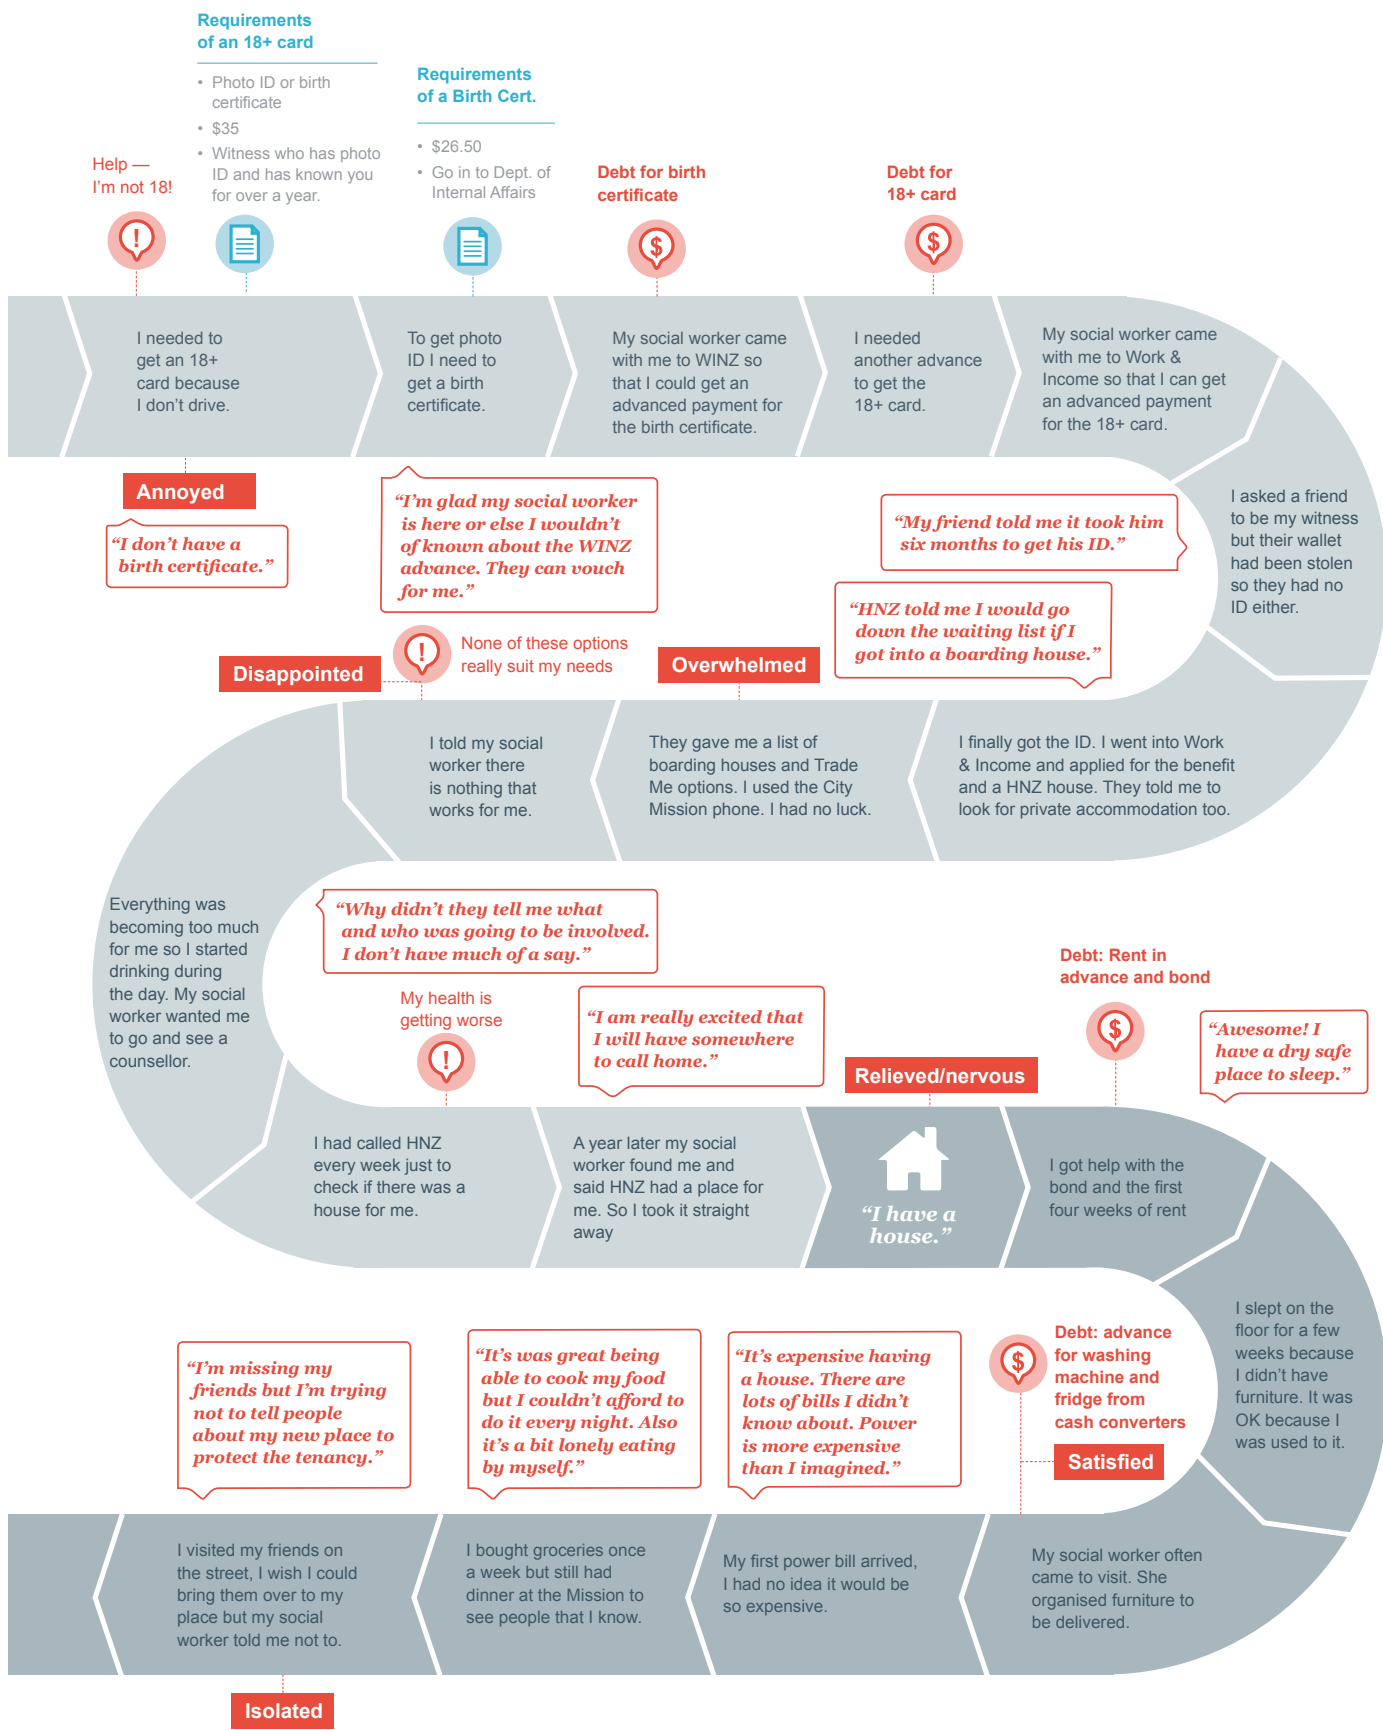 Requirements
of an 18+ card
• Photo ID or birth
certificate
• $35
• Witness who has photo
ID and has known you
for over a year.
Requirements
of a Birth Cert.
• $26.50
• Go in to Dept. of
Internal Affairs
Help —
I’m not 18!
!
Debt for birth
certificate
$
Debt for
18+ card
$
I needed to
get an 18+
card because
I don’t drive.
To get photo
ID I need to
get a birth
certificate.
My social worker came
with me to WINZ so
that I could get an
advanced payment for
the birth certificate.
I needed
another advance
to get the
18+ card.
My social worker came
with me to Work &
Income so that I can get
an advanced payment
for the 18+ card.
Annoyed
“I don’t have a
birth certificate.”
“I’m glad my social worker
is here or else I wouldn’t
of known about the WINZ
advance. They can vouch
for me.”
“My friend told me it took him
six months to get his ID.”
I asked a friend
to be my witness
but their wallet
had been stolen
so they had no
ID either.
“HNZ told me I would go
down the waiting list if I
got into a boarding house.”
Disappointed
!
None of these options
really suit my needs
Overwhelmed
I finally got the ID. I went into Work
& Income and applied for the benefit
and a HNZ house. They told me to
look for private accommodation too.
They gave me a list of
boarding houses and Trade
Me options. I used the City
Mission phone. I had no luck.
I told my social
worker there
is nothing that
works for me.
Everything was
becoming too much
for me so I started
drinking during
the day. My social
worker wanted me
to go and see a
counsellor.
“Why didn’t they tell me what
and who was going to be involved.
I don’t have much of a say.”
My health is
getting worse
!
“I am really excited that
I will have somewhere
to call home.”
Relieved/nervous
Debt: Rent in
advance and bond
$
“Awesome! I
have a dry safe
place to sleep.”
I had called HNZ
every week just to
check if there was a
house for me.
A year later my social
worker found me and
said HNZ had a place for
me. So I took it straight
away
“I have a
house.”
I got help with the
bond and the first
four weeks of rent
I slept on the
floor for a few
weeks because
I didn’t have
furniture. It was
OK because I
was used to it.
“I’m missing my
friends but I’m trying
not to tell people
about my new place to
protect the tenancy.”
“It’s was great being
able to cook my food
but I couldn’t afford to
do it every night. Also
it’s a bit lonely eating
by myself.”
“It’s expensive having
a house. There are
lots of bills I didn’t
know about. Power
is more expensive
than I imagined.”
$
Debt: advance
for washing
machine and
fridge from
cash converters
Satisfied
My social worker often
came to visit. She
organised furniture to
be delivered.
My first power bill arrived,
I had no idea it would be
so expensive.
I bought groceries once
a week but still had
dinner at the Mission to
see people that I know.
I visited my friends on
the street, I wish I could
bring them over to my
place but my social
worker told me not to.
Isolated